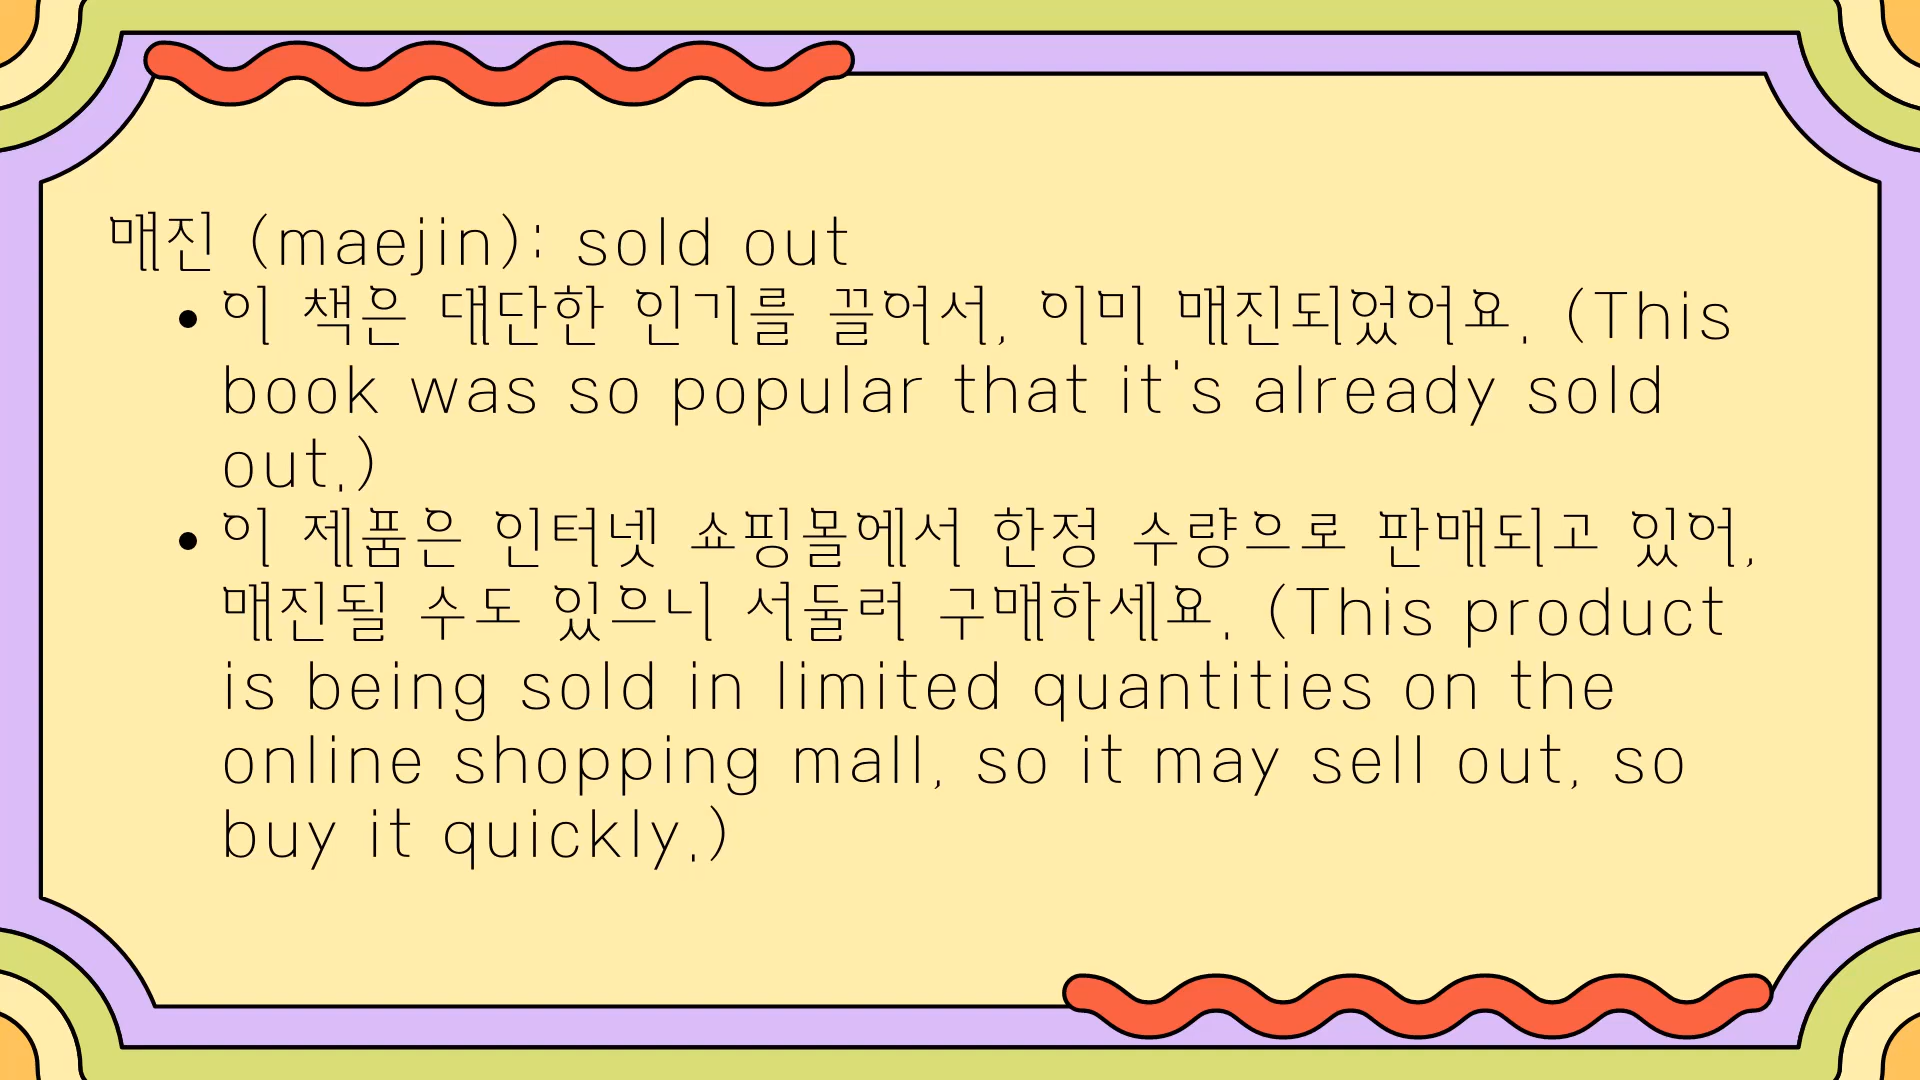 매진 (maejin): sold out
• 이 책은 대단한 인기를 끌어서, 이미 매진되었어요. (This
book was so popular that it's already sold
out.)
• 이 제품은 인터넷 쇼핑몰에서 한정 수량으로 판매되고 있어,
매진될 수도 있으니 서둘러 구매하세요. (This product
is being sold in limited quantities on the
online shopping mall, so it may sell out, so
buy it quickly.)